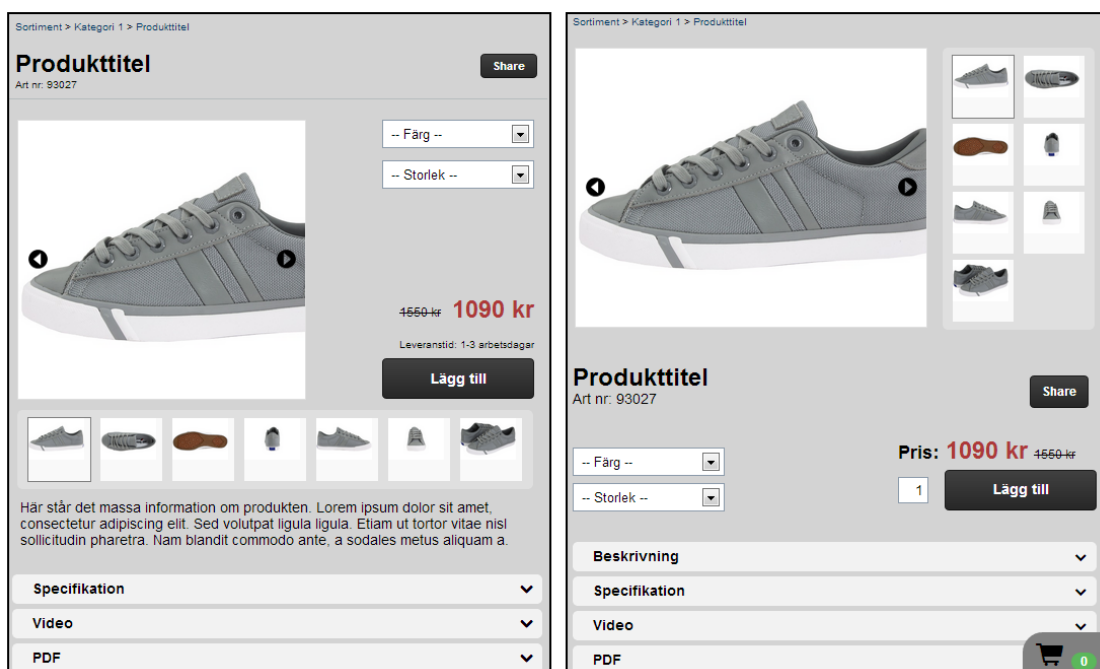 Sortiment > Kategori 1 > Produkttitel
Produkttitel
Share
Art nr: 93027
-- Färg --
-- Storlek --
1550 kr 1090 kr
Leveranstid: 1-3 arbetsdagar
Lägg till
Här står det massa information om produkten. Lorem ipsum dolor sit amet,
consectetur adipiscing elit. Sed volutpat ligula ligula. Etiam ut tortor vitae nisl
sollicitudin pharetra. Nam blandit commodo ante, a sodales metus aliquam a.
Specifikation
Video
PDF
Sortiment > Kategori 1 > Produkttitel
Produkttitel
Art nr: 93027
Share
-- Färg --
Pris: 1090 kr 1550 kr
-- Storlek --
1
Lägg till
Beskrivning
Specifikation
Video
PDF
0